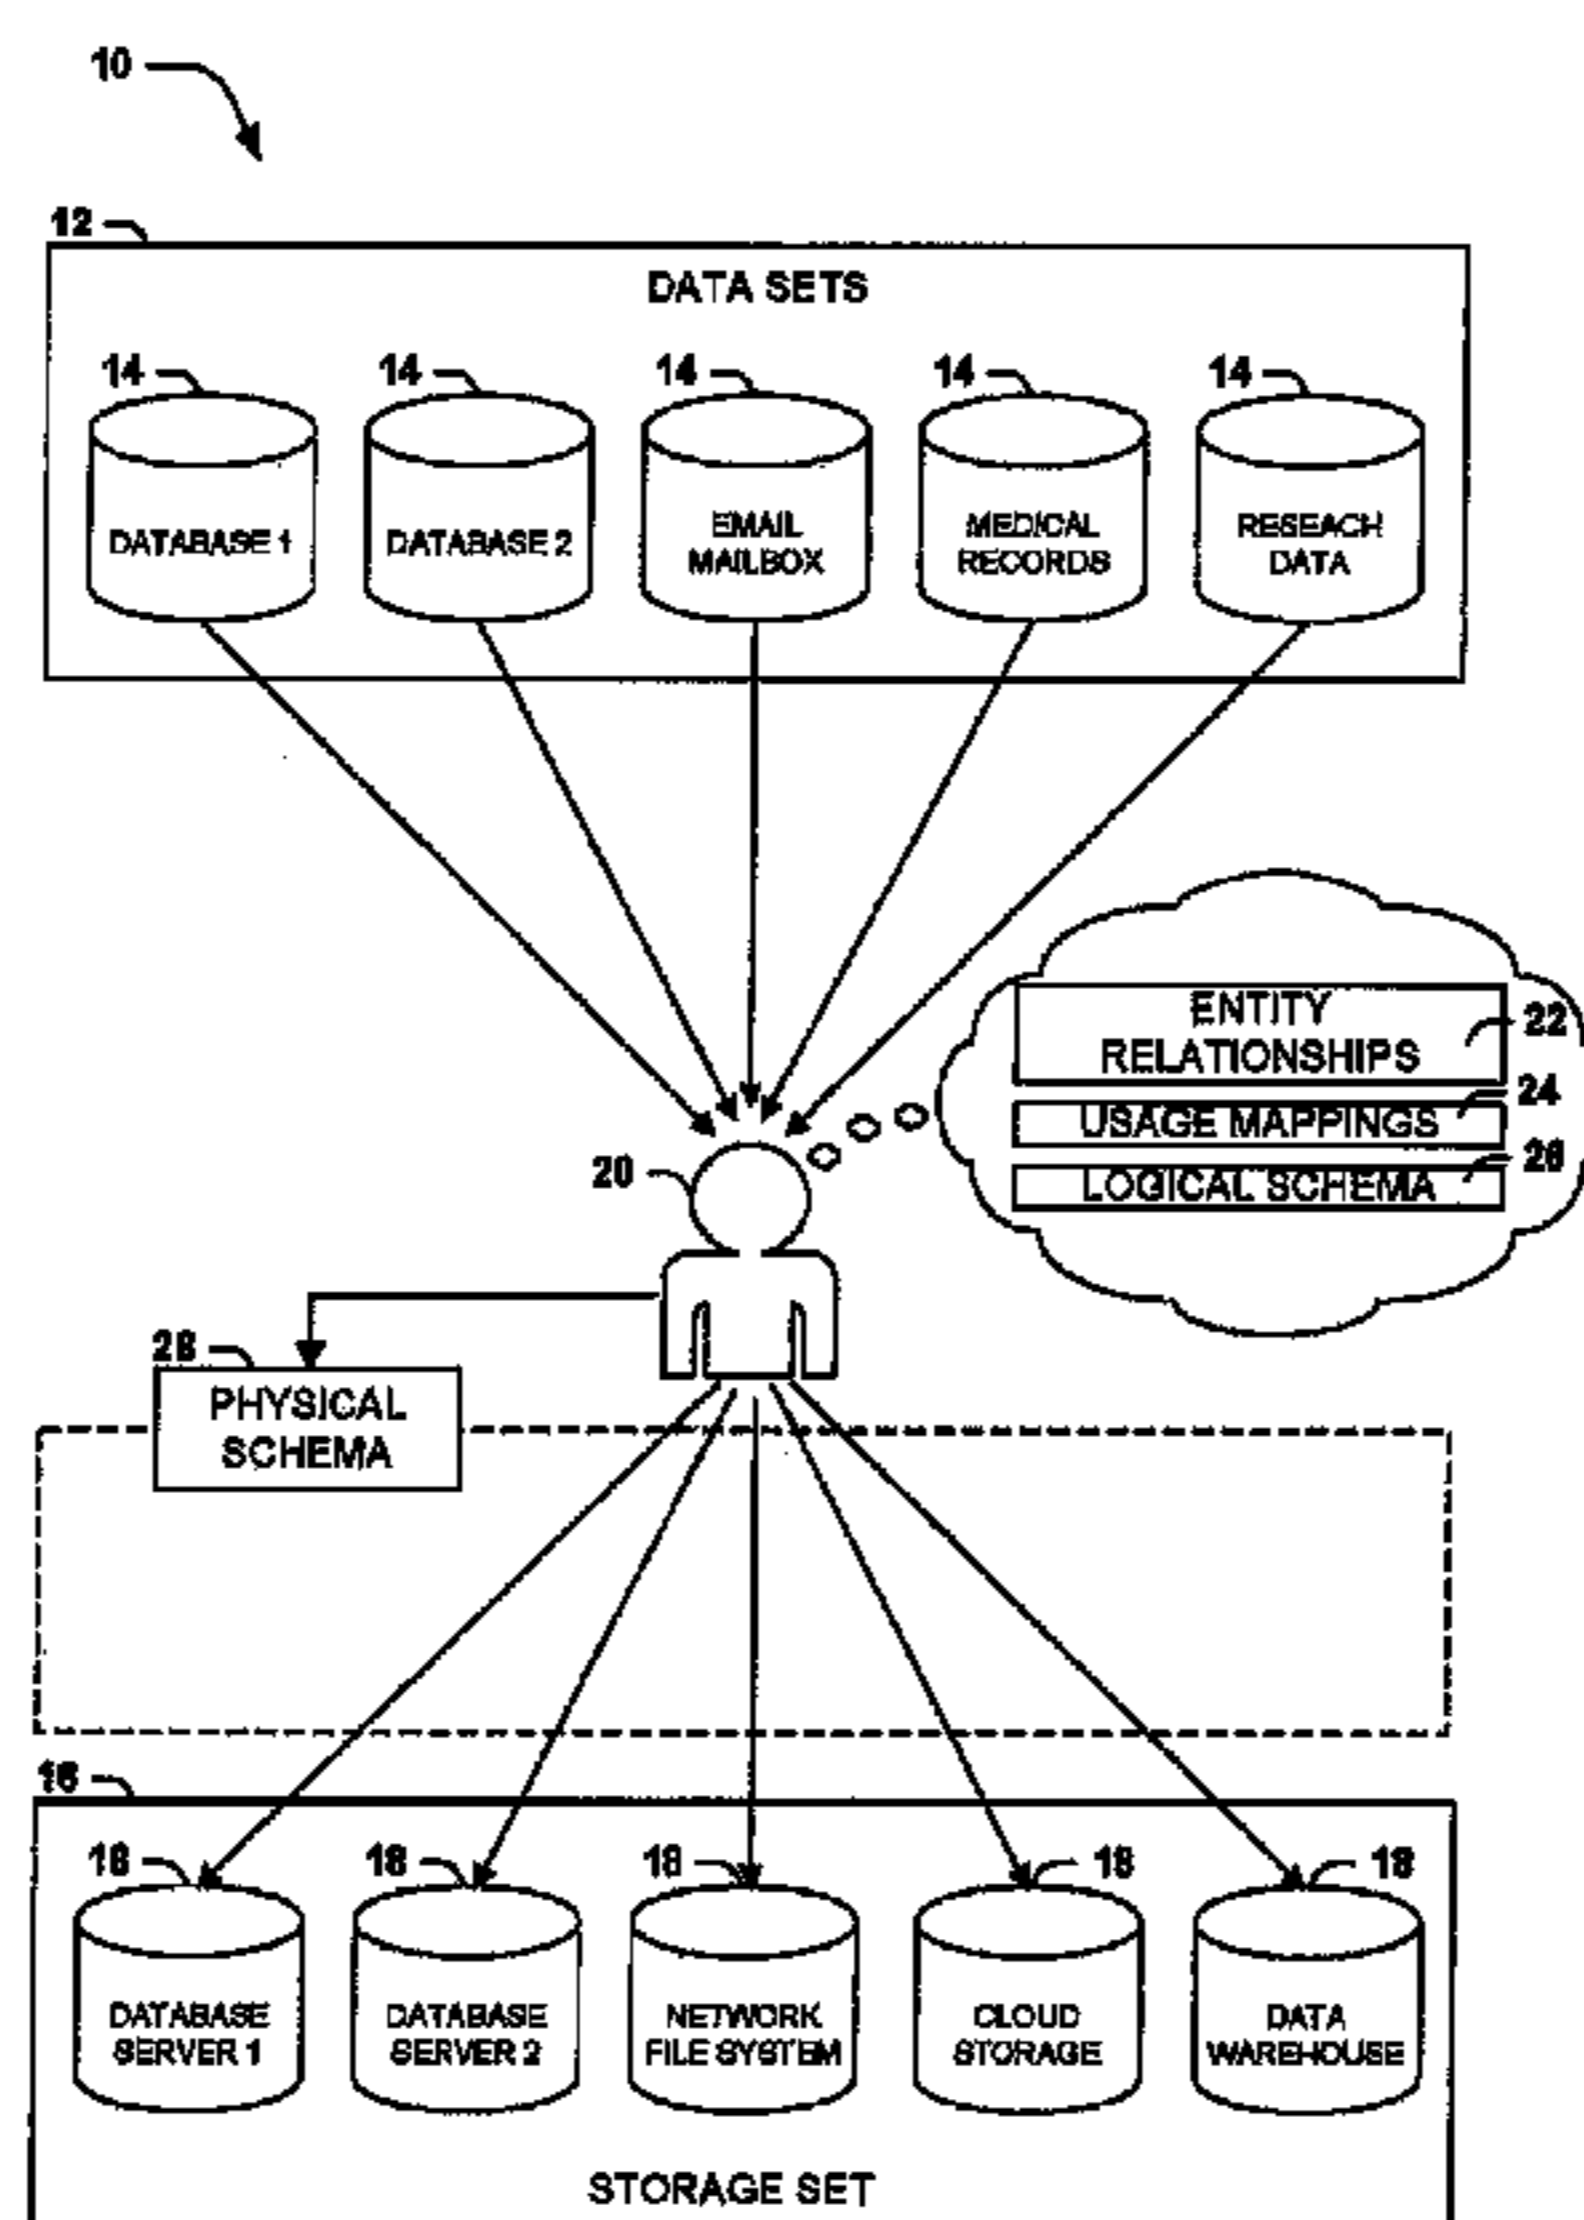 10
12
DATA SETS
14
14
14
14
14
DATABASE 1
DATABASE 2
EMAIL
MAILBOX
MEDICAL
RECORDS
RESEACH
DATA
ENTITY
RELATIONSHIPS
22
24
USAGE MAPPINGS
26
LOGICAL SCHEMA
20
28
PHYSICAL
SCHEMA
16
18
18
18
18
18
DATABASE
SERVER 1
DATABASE
SERVER 2
NETWORK
FILE SYSTEM
CLOUD
STORAGE
DATA
WAREHOUSE
STORAGE SET